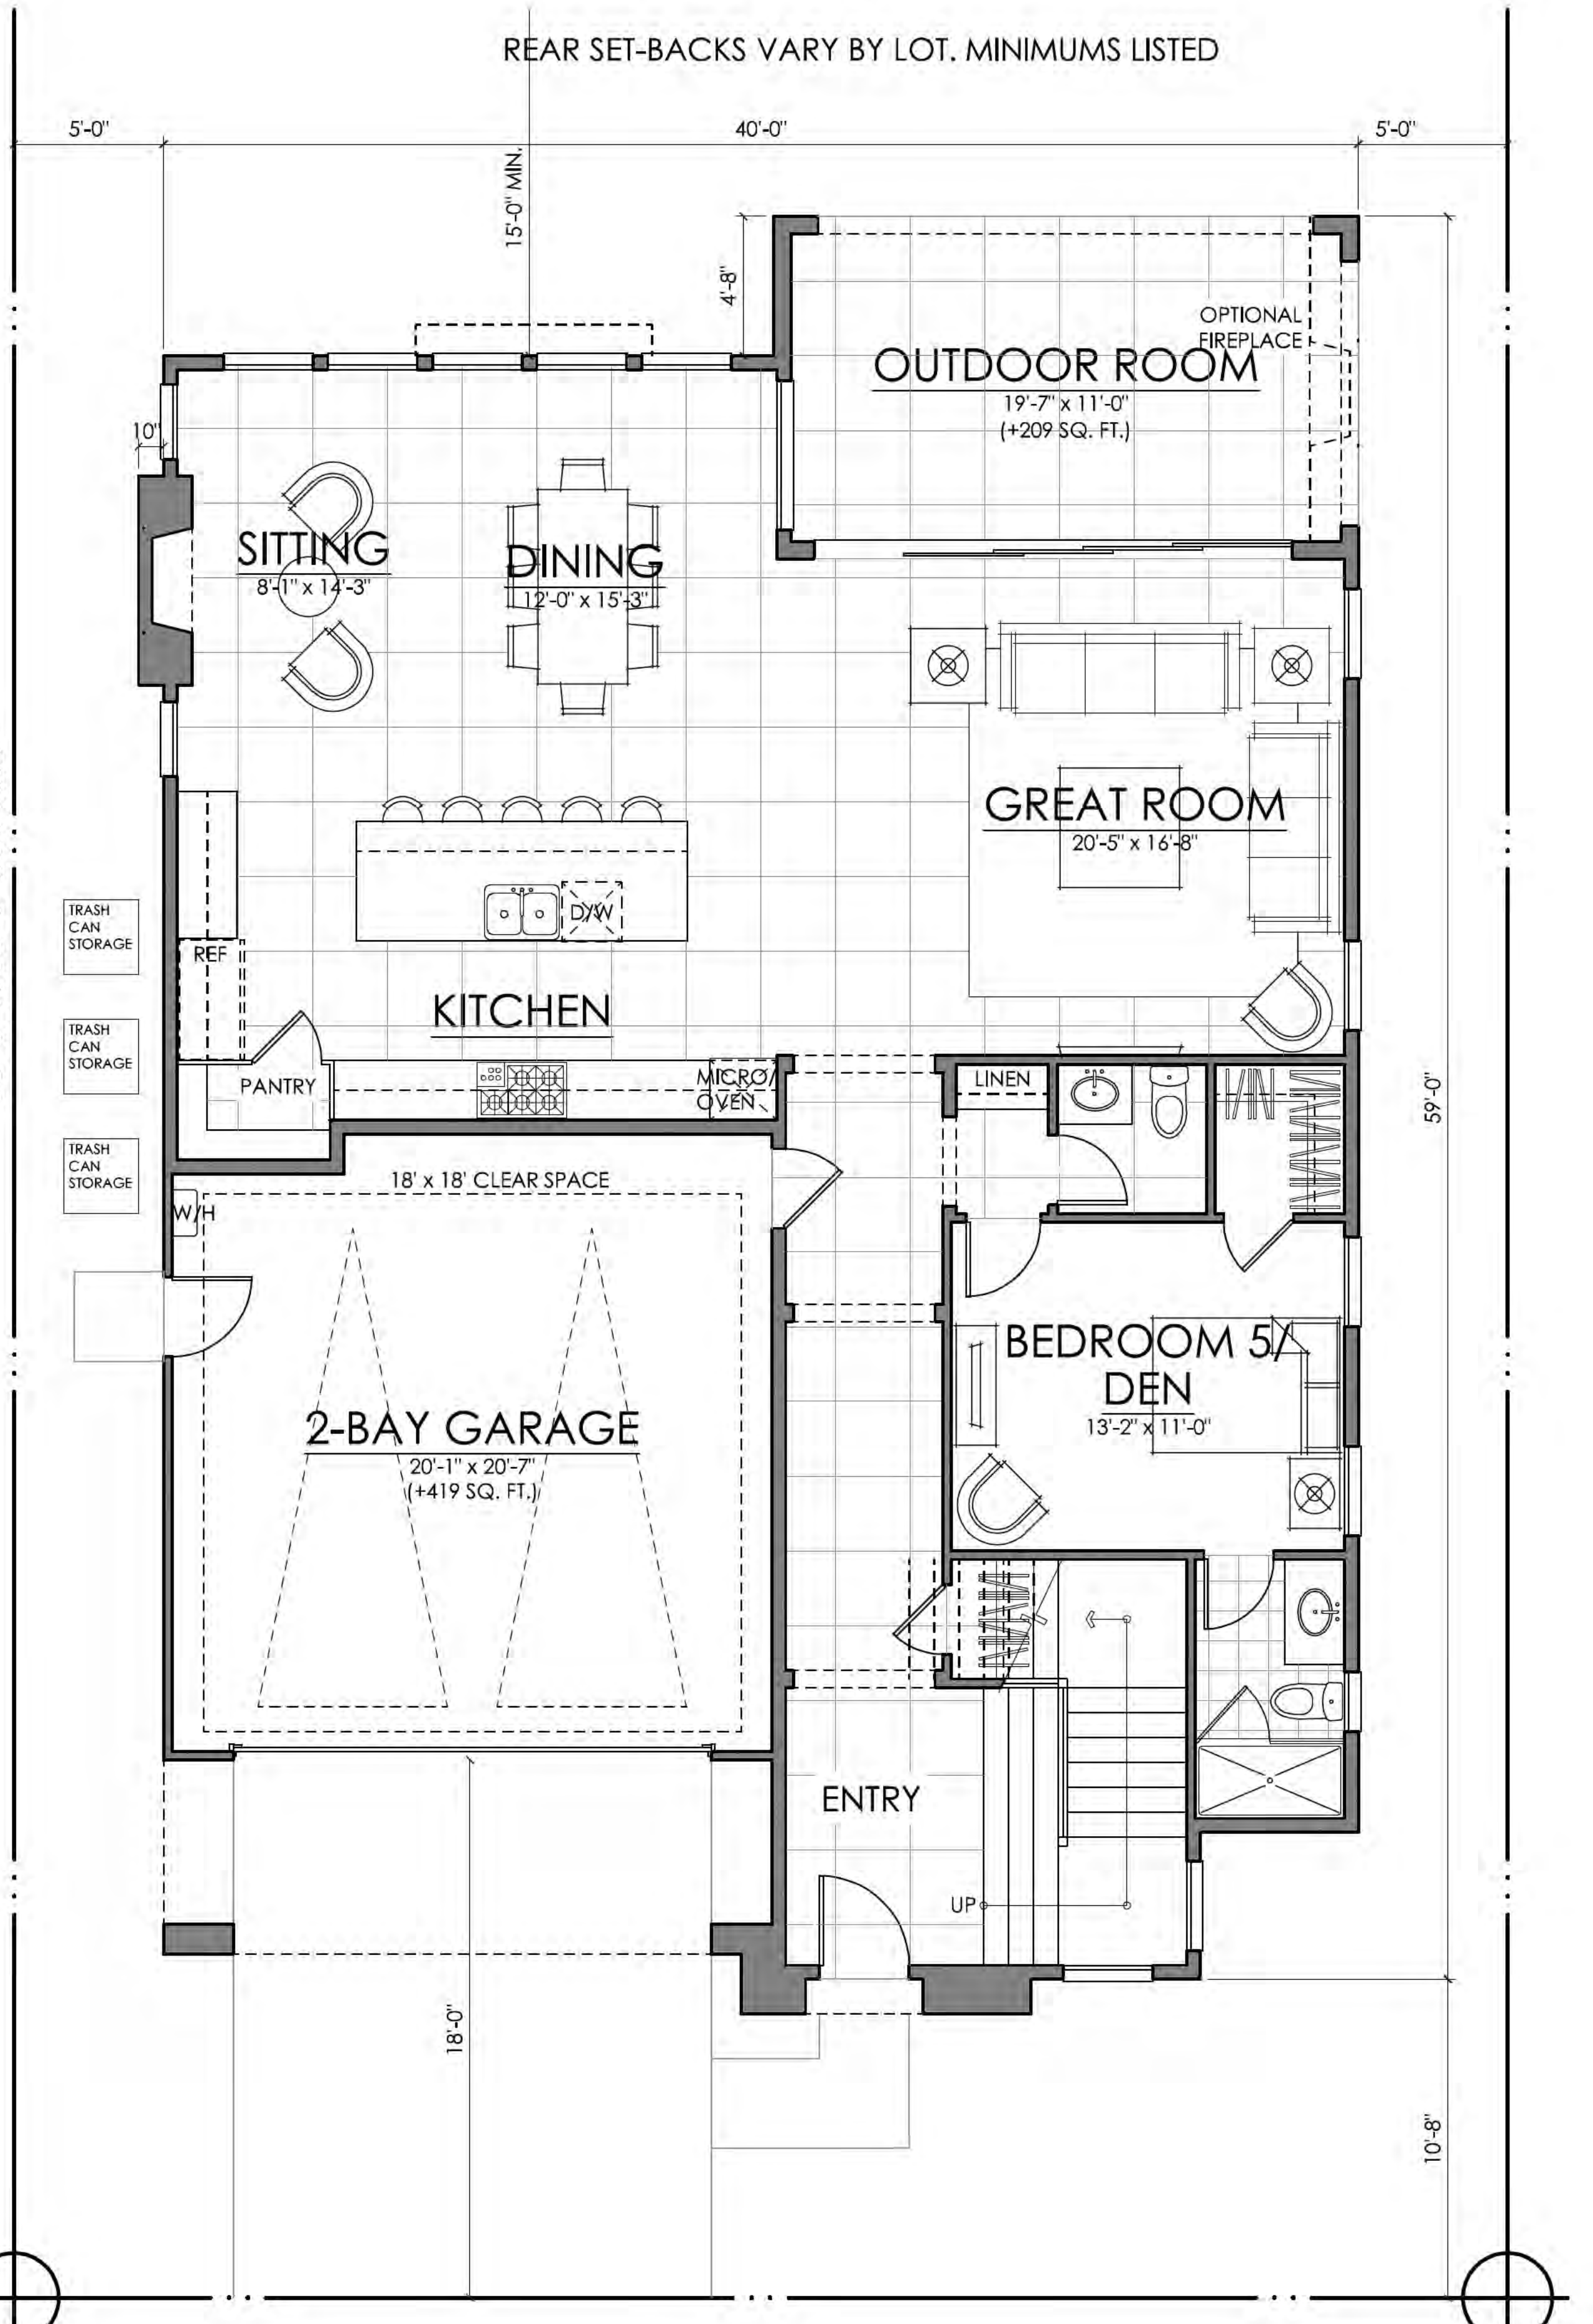 REAR SET-BACKS VARY BY LOT. MINIMUMS LISTED
5'-0"
40'-0"
5'-0"
15'-0" MIN.
4'-8"
OPTIONAL
FIREPLACE
OUTDOOR ROOM
19'-7" x 11'-0"
(+209 SQ. FT.)
10"
SITTING
8'-1" x 14'-3"
DINING
12'-0" x 15'-3"
GREAT ROOM
20'-5" x 16'-8"
TRASH
CAN
STORAGE
D/W
REF
KITCHEN
TRASH
CAN
STORAGE
PANTRY
MICRO/
OVEN
LINEN
59'-0"
TRASH
CAN
STORAGE
18' x 18' CLEAR SPACE
W/H
BEDROOM 5/
DEN
13'-2" x 11'-0"
2-BAY GARAGE
20'-1" x 20'-7"
(+419 SQ. FT.)
ENTRY
UP
18'-0"
10'-8"